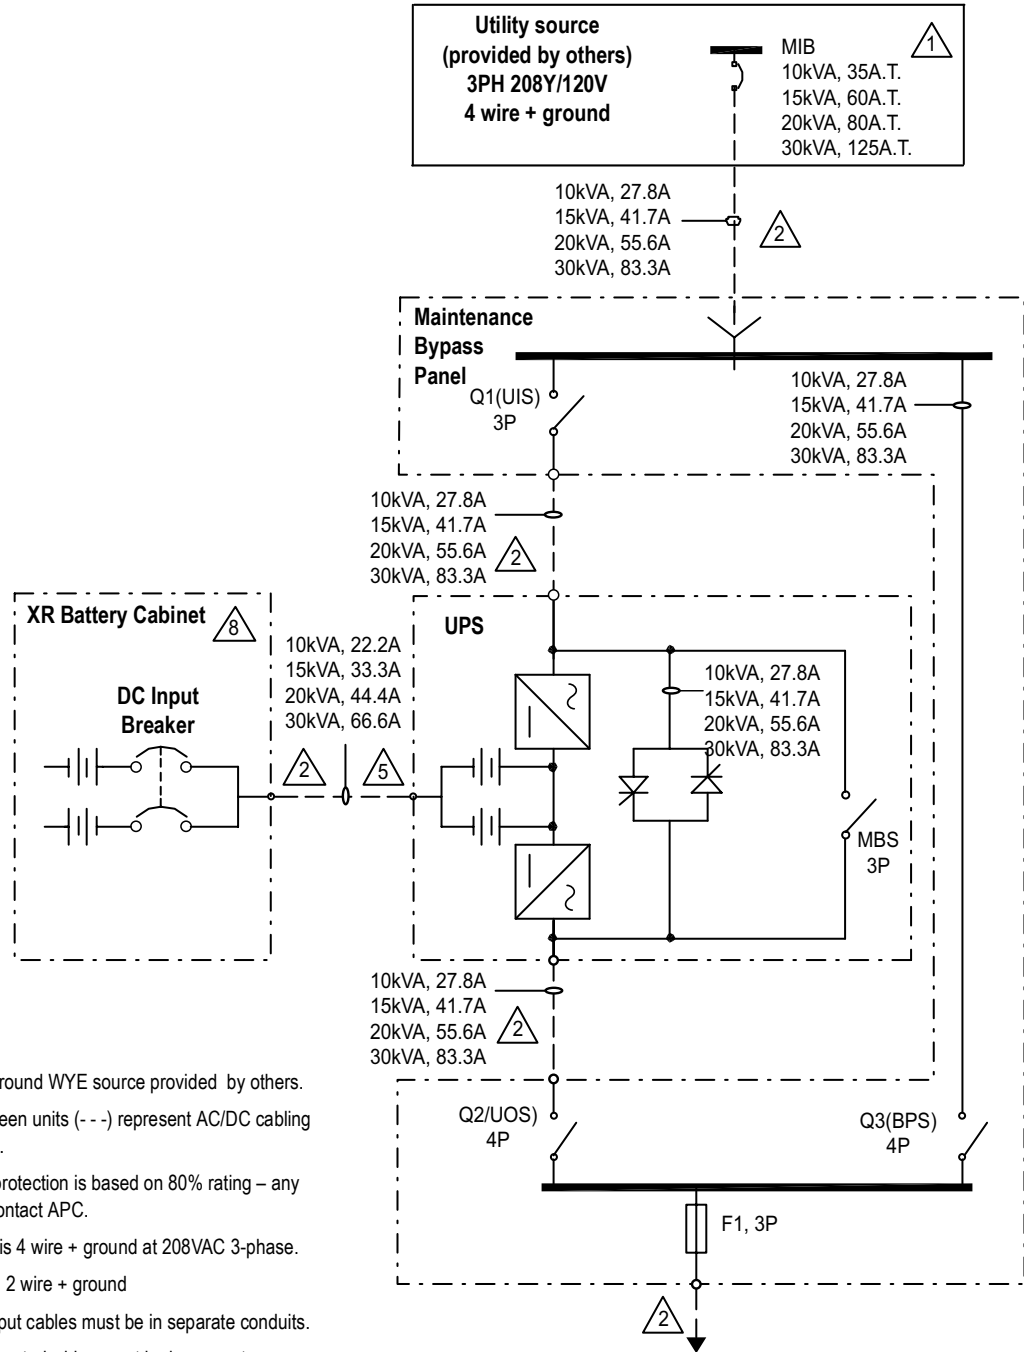 Utility source
(provided by others)
3PH 208Y/120V
4 wire + ground
MIB
10kVA, 35A.T.
15kVA, 60A.T.
20kVA, 80A.T.
30kVA, 125A.T.
1
10kVA, 27.8A
15kVA, 41.7A
20kVA, 55.6A
30kVA, 83.3A
2
Maintenance
Bypass
Panel
Q1(UIS)
3P
10kVA, 27.8A
15kVA, 41.7A
20kVA, 55.6A
30kVA, 83.3A
10kVA, 27.8A
15kVA, 41.7A
20kVA, 55.6A
30kVA, 83.3A
2
XR Battery Cabinet
8
DC Input
Breaker
10kVA, 22.2A
15kVA, 33.3A
20kVA, 44.4A
30kVA, 66.6A
2
5
UPS
10kVA, 27.8A
15kVA, 41.7A
20kVA, 55.6A
30kVA, 83.3A
MBS
3P
10kVA, 27.8A
15kVA, 41.7A
20kVA, 55.6A
30kVA, 83.3A
2
Q2/UOS)
4P
Q3(BPS)
4P
F1, 3P
2
round WYE source provided by others.
een units (- - -) represent AC/DC cabling
.
protection is based on 80% rating – any
ontact APC.
is 4 wire + ground at 208VAC 3-phase.
2 wire + ground
put cables must be in separate conduits.